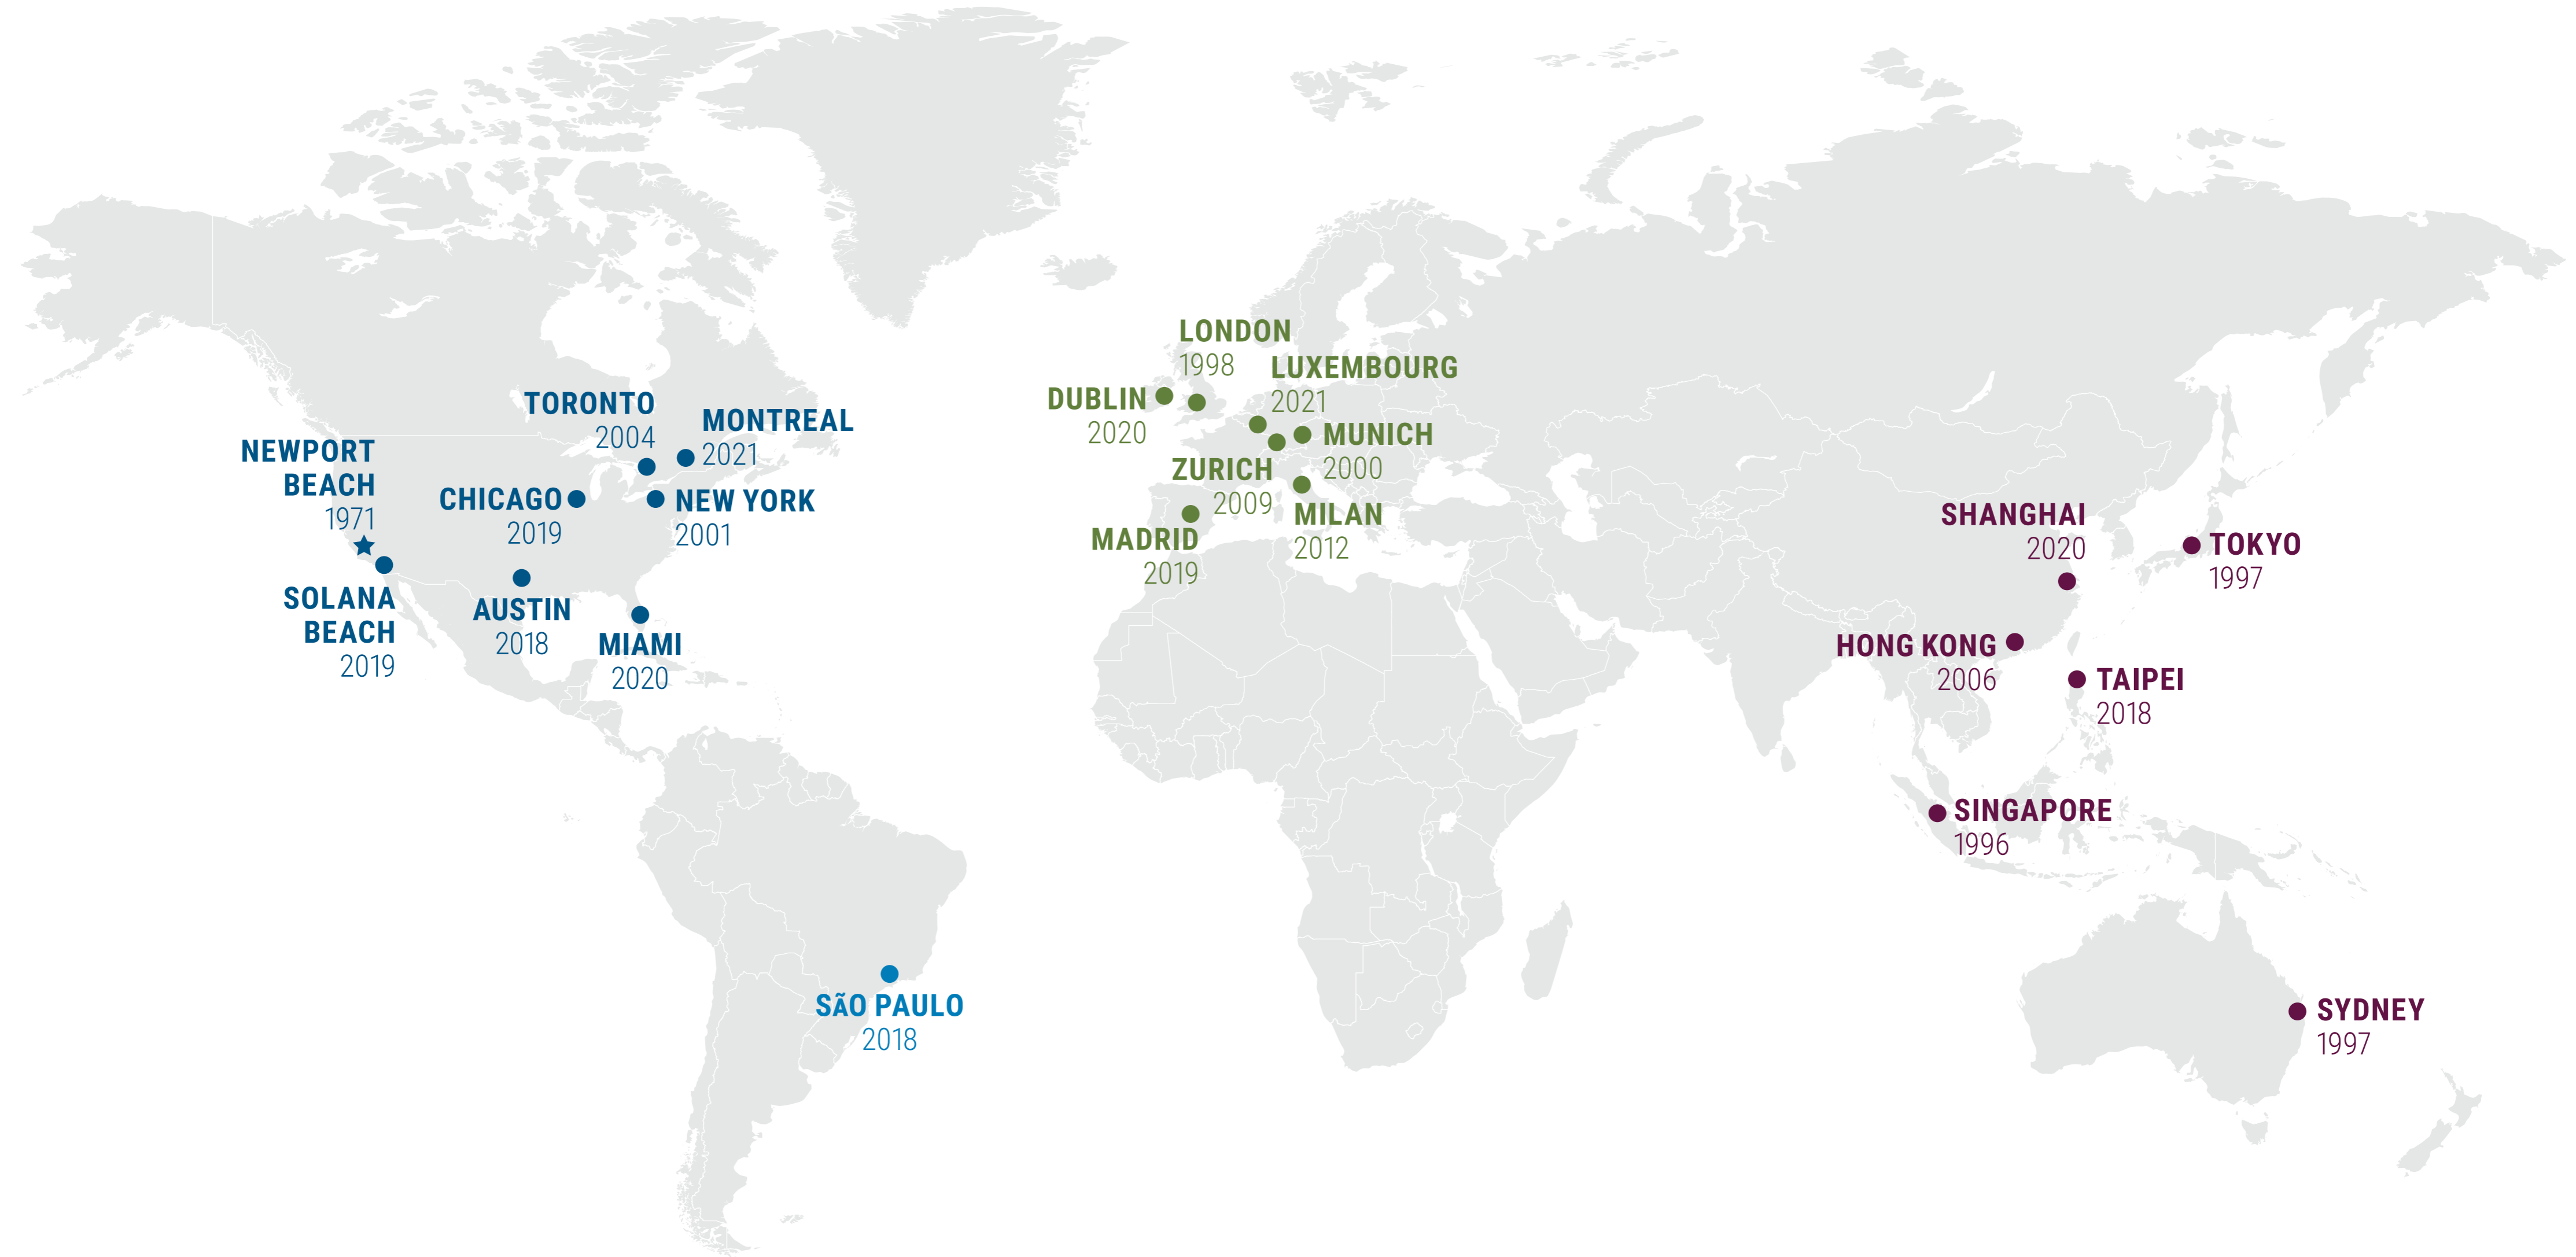 TORONTO
2004
MONTREAL
2021
NEWPORT
BEACH
1971
CHICAGO
2019
NEW YORK
2001
SOLANA
BEACH
2019
AUSTIN
2018
MIAMI
2020
SÃO PAULO
2018
LONDON
1998
LUXEMBOURG
2021
DUBLIN
2020
MUNICH
2000
ZURICH
2009
MILAN
2012
MADRID
2019
SHANGHAI
2020
TOKYO
1997
HONG KONG
2006
TAIPEI
2018
SINGAPORE
1996
SYDNEY
1997